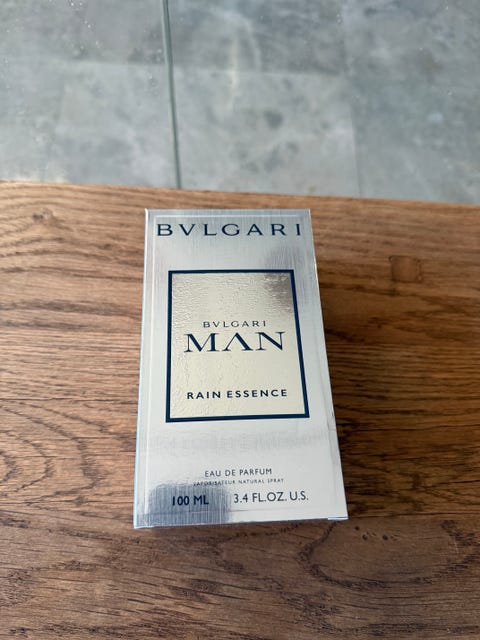 BVLGARI
BVLGARI
MAN
RAIN ESSENCE
EAU DE PARFUM
VAPORISATEUR NATURAL SPRAY
100 ML 3.4 FL.OZ. U.S.